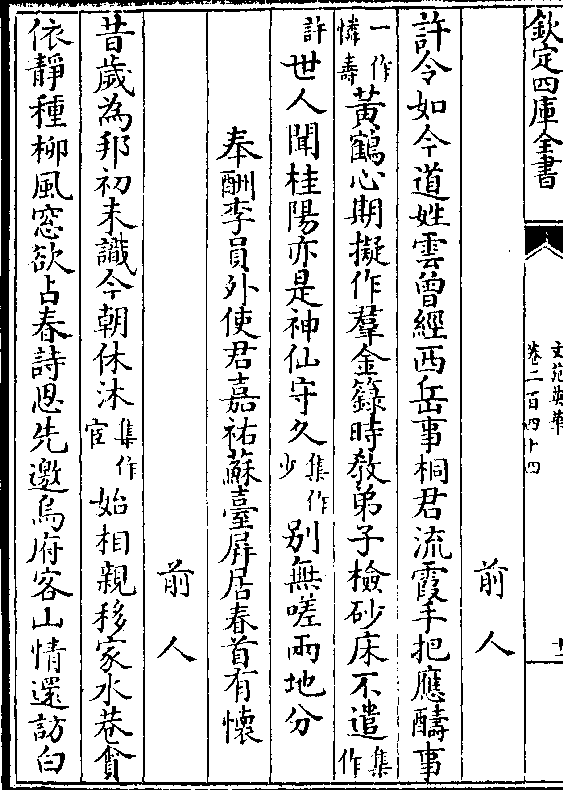 欽定四庫全書
文苑英華
卷二百四十四
前人
許令如今道姓雲曾經西岳事桐君流霞手把應醻事
一作憐壽黃鶴心期擬作羣金籙時教弟子檢砂床不遣集作
許世人聞桂陽亦是神仙守久集作少別無嗟兩地分
奉酬李員外使君嘉祐蘇臺屏居春首有懷
前人
昔歲為邦初未識今朝休沐集作宦始相親移家水巷貧
依靜種柳風窓欲占春詩思先邀烏府客山情還訪白